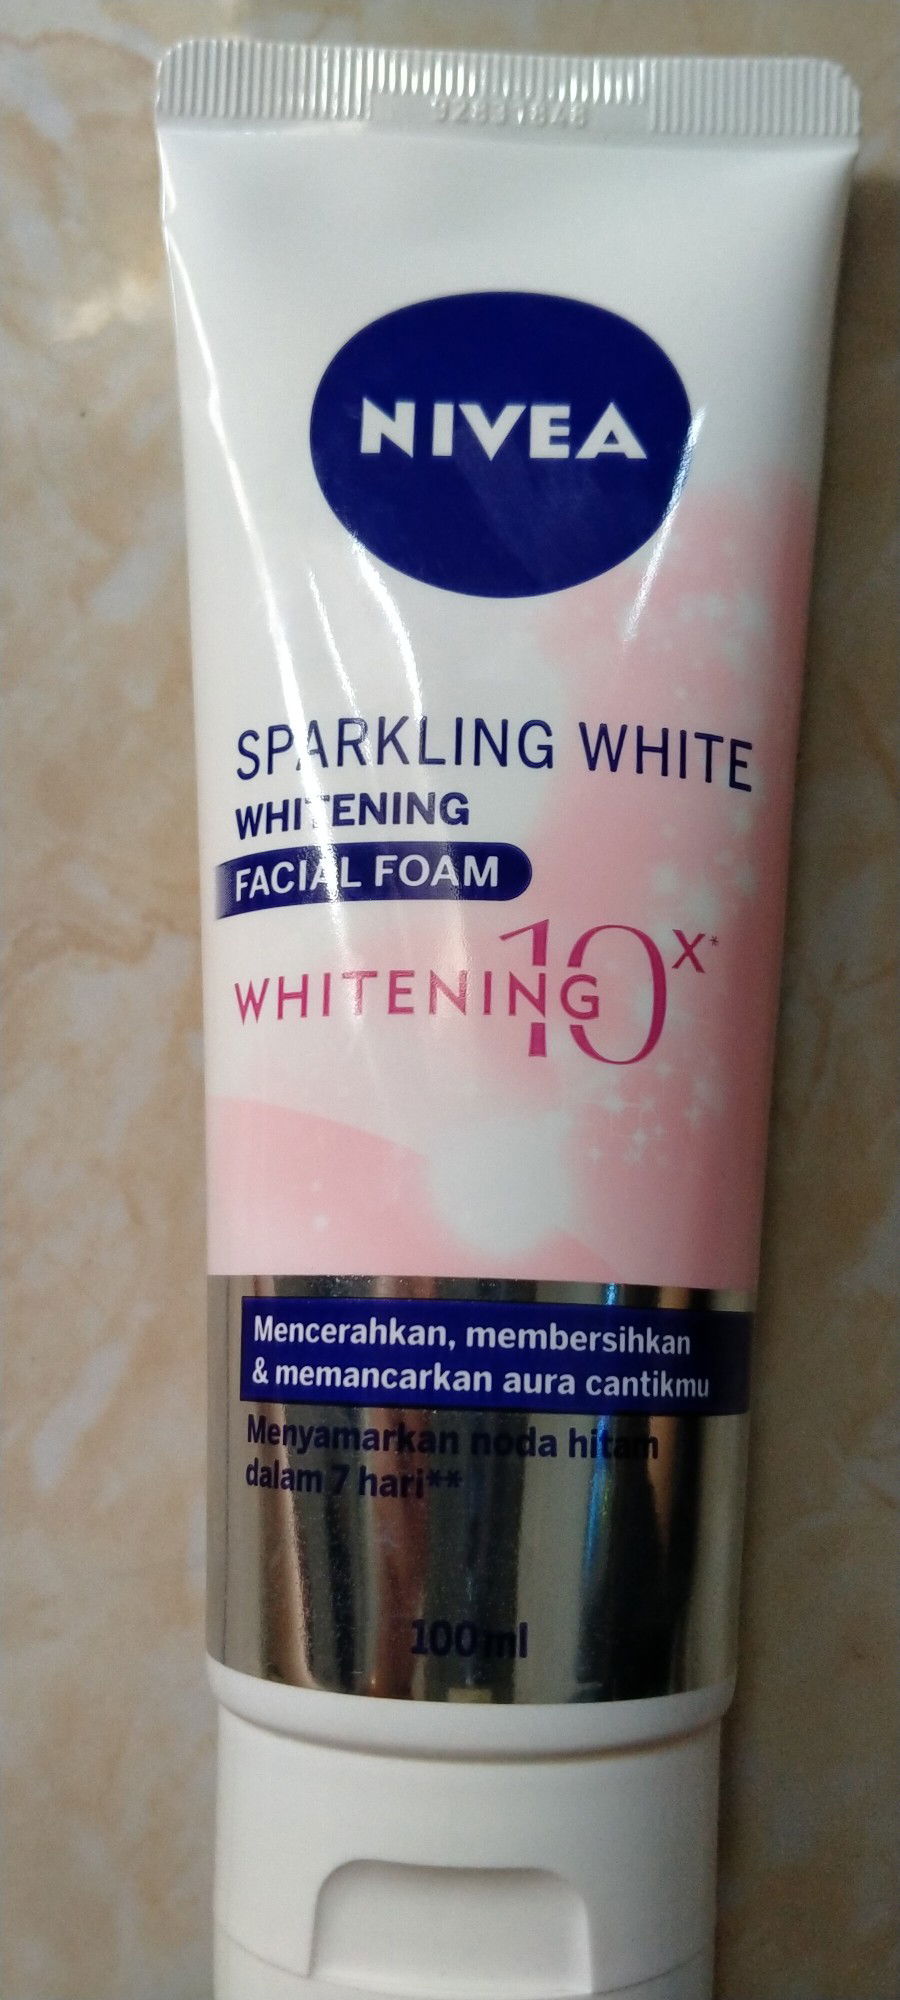 NIVEA
SPARKLING WHITE
WHITENING
FACIAL FOAM
WHITENING 10X*
Mencerahkan, membersihkan
& memancarkan aura cantikmu
Menyamarkan noda hitam
dalam 7 hari**
100 ml